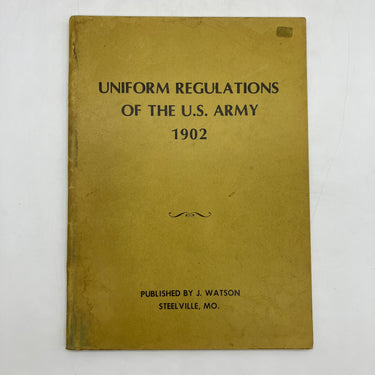 UNIFORM REGULATIONS
OF THE U.S. ARMY
1902
PUBLISHED BY J. WATSON
STEELVILLE, MO.